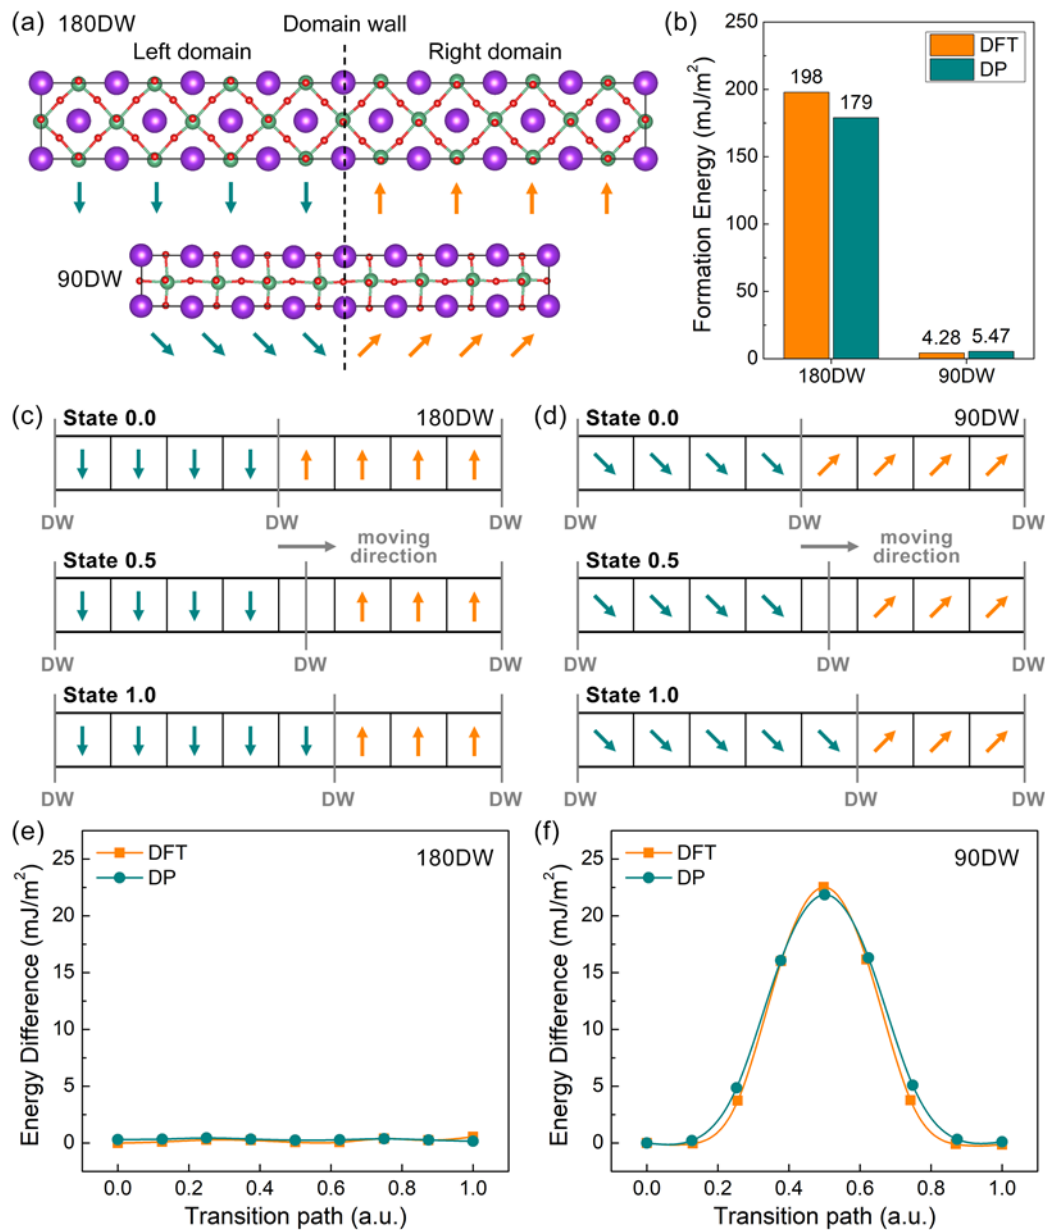 (a) 180DW Domain wall
Left domain Right domain
90DW
(b)
Formation Energy (mJ/m²)
250
200
150
100
50
0
DFT
DP
198
179
4.28 5.47
180DW 90DW
(c) State 0.0 180DW
DW DW DW
moving
direction
State 0.5
DW DW DW
State 1.0
DW DW DW
(d) State 0.0 90DW
DW DW DW
moving
direction
State 0.5
DW DW DW
State 1.0
DW DW DW
(e)
Energy Difference (mJ/m²)
25
20
15
10
5
0
DFT
DP
180DW
0.0 0.2 0.4 0.6 0.8 1.0
Transition path (a.u.)
(f)
Energy Difference (mJ/m²)
25
20
15
10
5
0
DFT
DP
90DW
0.0 0.2 0.4 0.6 0.8 1.0
Transition path (a.u.)